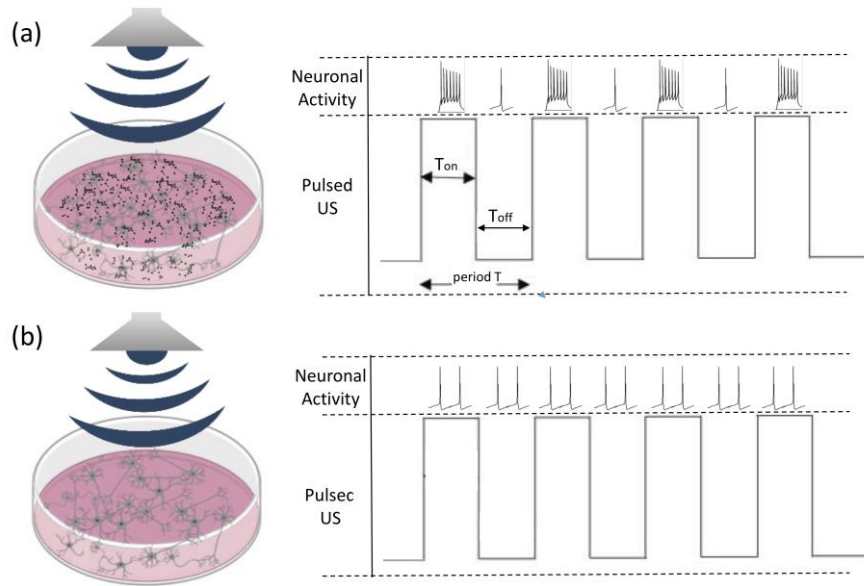 (a)
Neuronal
Activity
Pulsed
US
Ton
Toff
period T
(b)
Neuronal
Activity
Pulsec
US